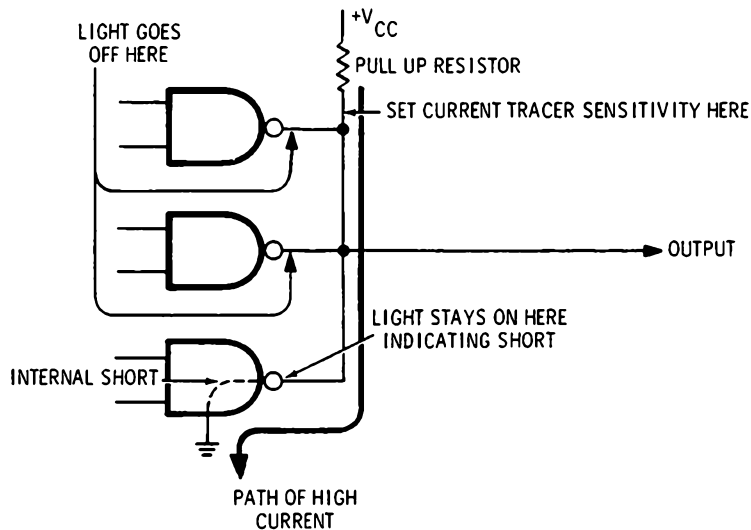 LIGHT GOES
OFF HERE
+VCC
PULL UP RESISTOR
SET CURRENT TRACER SENSITIVITY HERE
OUTPUT
LIGHT STAYS ON HERE
INDICATING SHORT
INTERNAL SHORT
PATH OF HIGH
CURRENT